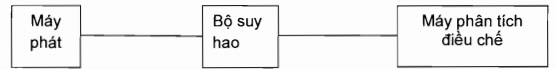 Máy
phát
Bộ suy
hao
Máy phân tích
điều chế